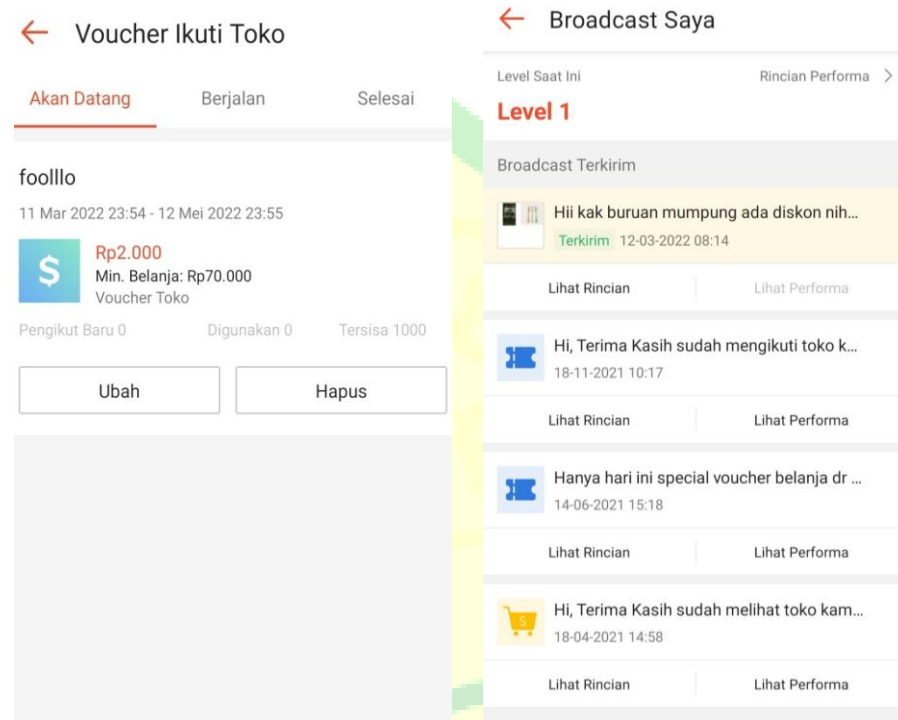 Voucher Ikuti Toko
Akan Datang Berjalan Selesai
foolllo
11 Mar 2022 23:54 - 12 Mei 2022 23:55
$
Rp2.000
Min. Belanja: Rp70.000
Voucher Toko
Pengikut Baru 0 Digunakan 0 Tersisa 1000
Ubah Hapus
Broadcast Saya
Level Saat Ini Rincian Performa
Level 1
Broadcast Terkirim
Hii kak buruan mumpung ada diskon nih...
Terkirim 12-03-2022 08:14
Lihat Rincian Lihat Performa
Hi, Terima Kasih sudah mengikuti toko k...
18-11-2021 10:17
Lihat Rincian Lihat Performa
Hanya hari ini special voucher belanja dr ...
14-06-2021 15:18
Lihat Rincian Lihat Performa
S
Hi, Terima Kasih sudah melihat toko kam...
18-04-2021 14:58
Lihat Rincian Lihat Performa